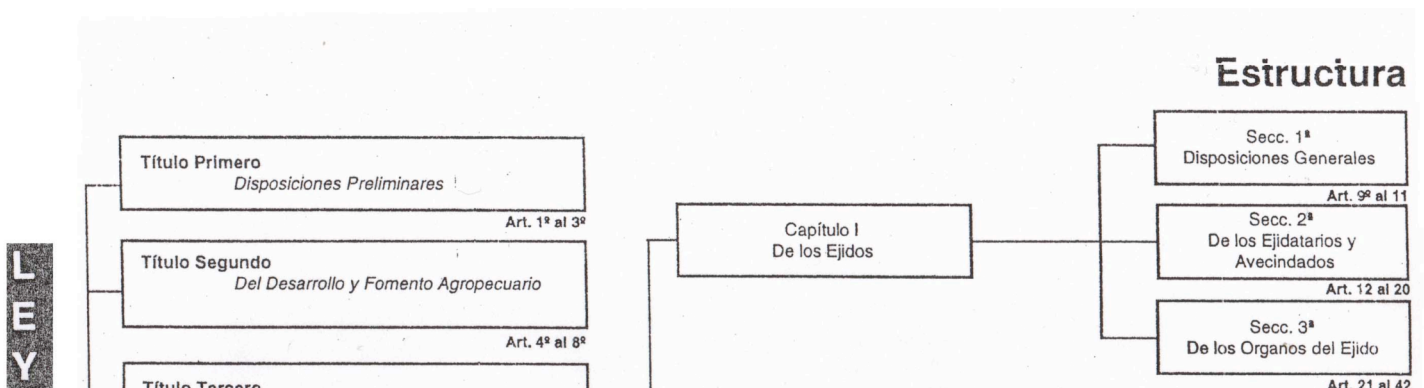 Estructura
LEY
Título Primero
Disposiciones Preliminares
Art. 1º al 3º
Título Segundo
Del Desarrollo y Fomento Agropecuario
Art. 4º al 8º
Título Tercero
Capítulo I
De los Ejidos
Secc. 1ª
Disposiciones Generales
Art. 9º al 11
Secc. 2ª
De los Ejidatarios y
Avecindados
Art. 12 al 20
Secc. 3ª
De los Organos del Ejido
Art. 21 al 42